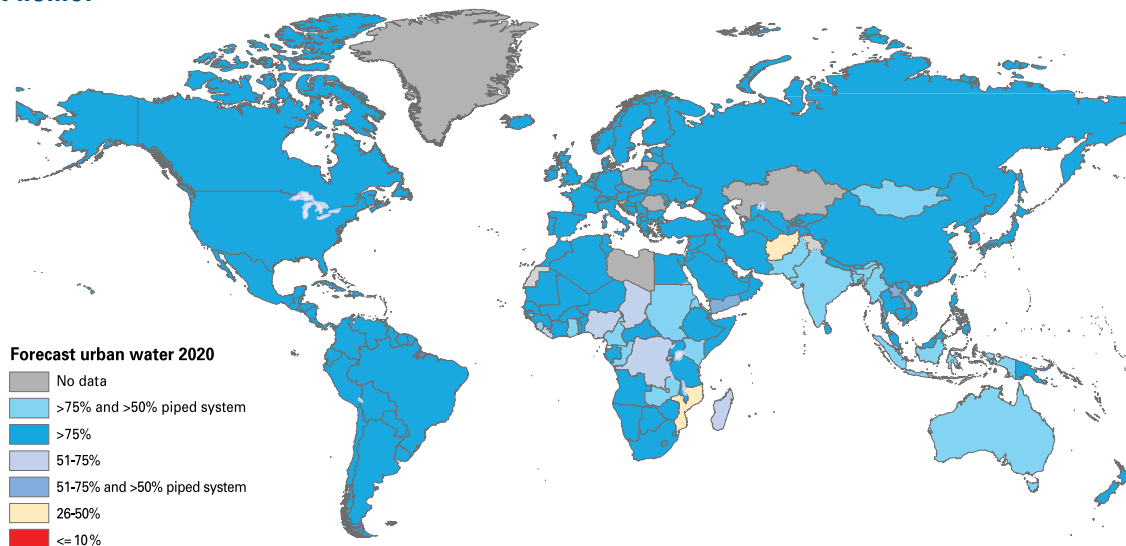 Forecast urban water 2020
No data
>75% and >50% piped system
>75%
51-75%
51-75% and >50% piped system
26-50%
<= 10%